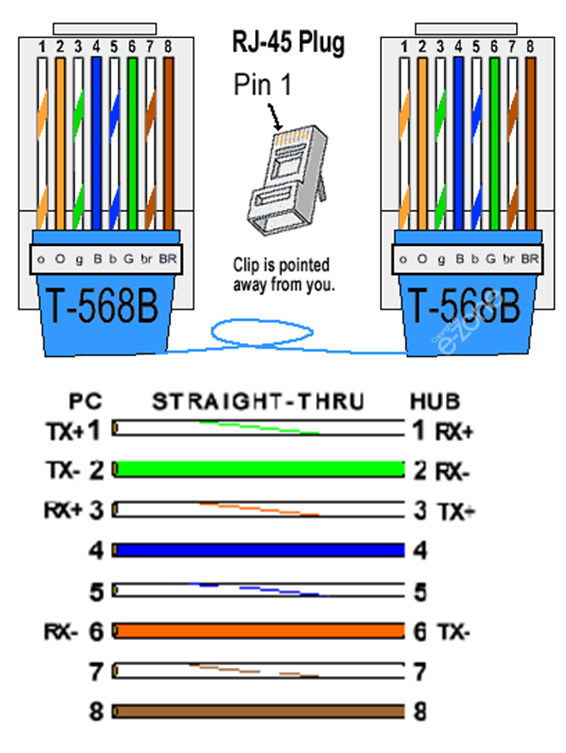 RJ-45 Plug
Pin 1
1 2 3 4 5 6 7 8
o O g B b G br BR
T-568B
Clip is pointed
away from you.
1 2 3 4 5 6 7 8
o O g B b G br BR
T-568B
Copyright
e-zone
PC STRAIGHT-THRU HUB
TX+ 1 1 RX+
TX- 2 2 RX-
RX+ 3 3 TX+
4 4
5 5
RX- 6 6 TX-
7 7
8 8